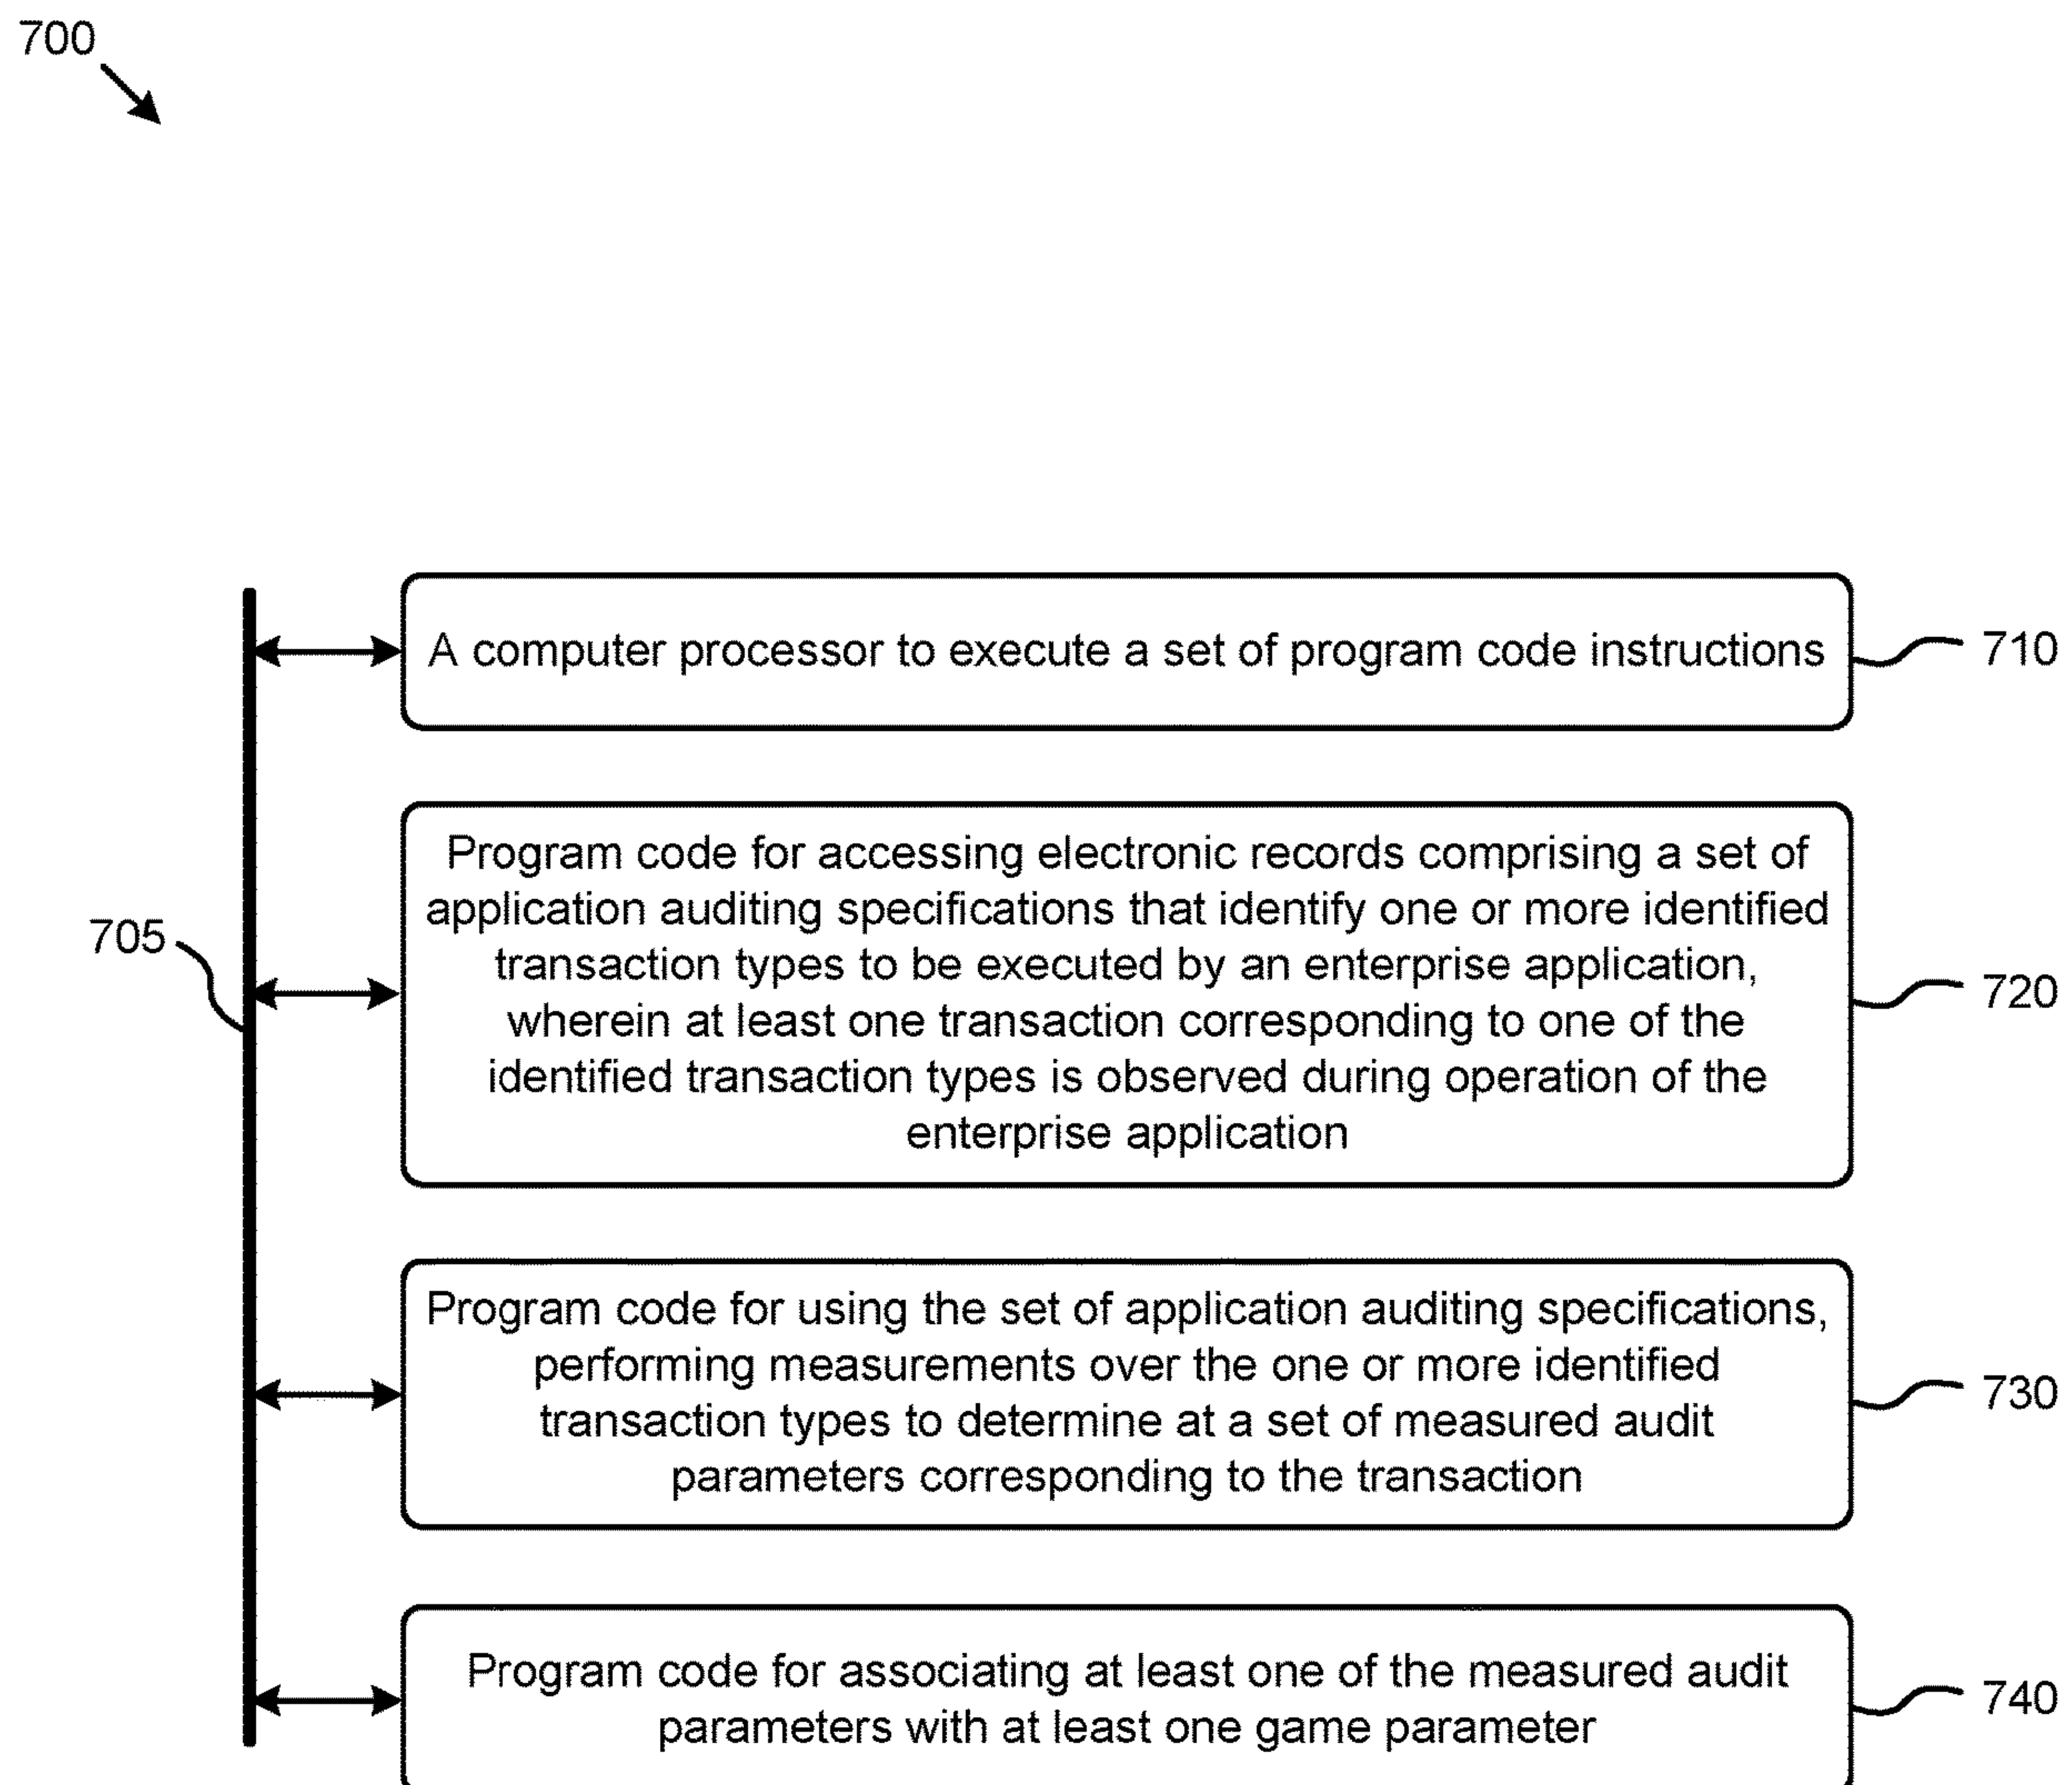 700
A computer processor to execute a set of program code instructions
710
Program code for accessing electronic records comprising a set of
application auditing specifications that identify one or more identified
transaction types to be executed by an enterprise application,
wherein at least one transaction corresponding to one of the
identified transaction types is observed during operation of the
enterprise application
705
720
Program code for using the set of application auditing specifications,
performing measurements over the one or more identified
transaction types to determine at a set of measured audit
parameters corresponding to the transaction
730
Program code for associating at least one of the measured audit
parameters with at least one game parameter
740